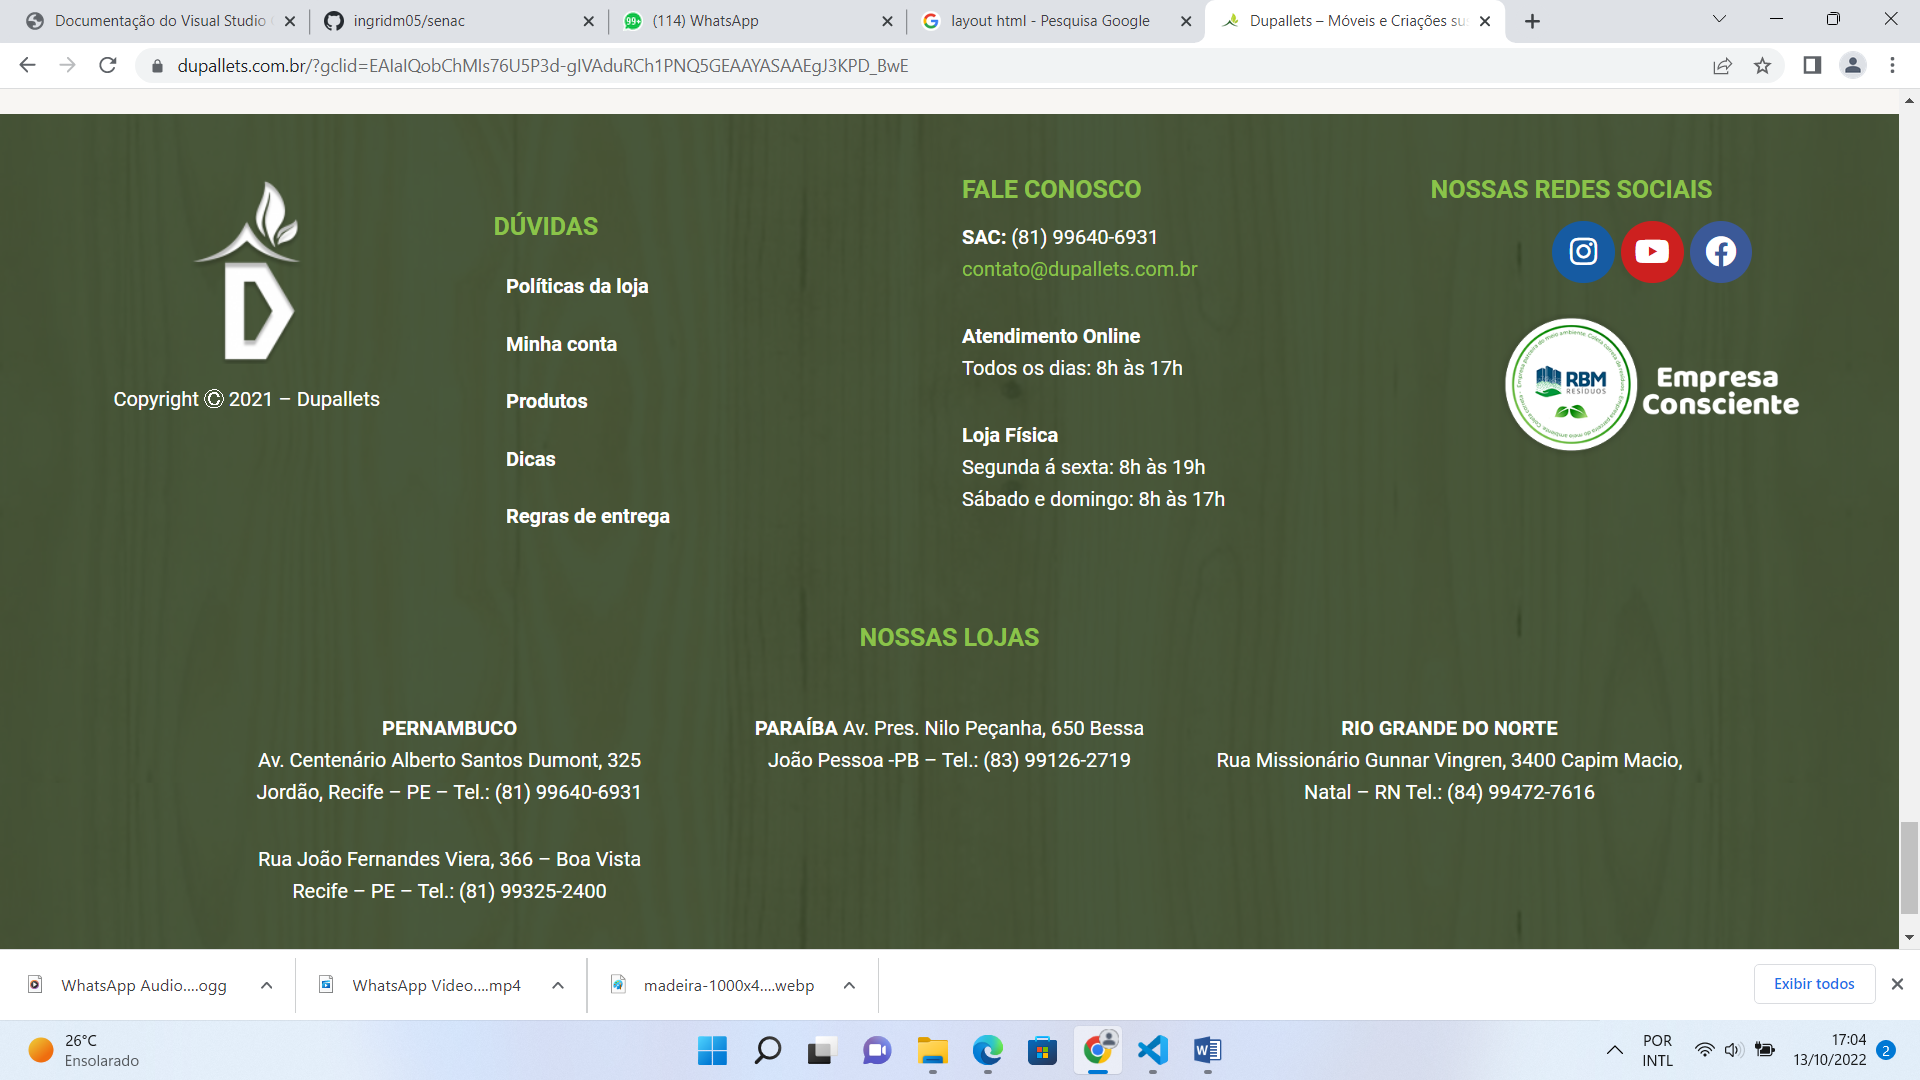 Documentação do Visual Studio
ingridm05/senac
(114) WhatsApp
layout html - Pesquisa Google
Dupallets – Móveis e Criações su
dupallets.com.br/?gclid=EAIaIQobChMIs76U5P3d-gIVAduRCh1PNQ5GEAAYASAAEgJ3KPD_BwE
D
Copyright © 2021 – Dupallets
DÚVIDAS
Políticas da loja
Minha conta
Produtos
Dicas
Regras de entrega
FALE CONOSCO
SAC: (81) 99640-6931
contato@dupallets.com.br
Atendimento Online
Todos os dias: 8h às 17h
Loja Física
Segunda á sexta: 8h às 19h
Sábado e domingo: 8h às 17h
NOSSAS REDES SOCIAIS
RBM
RESÍDUOS
Empresa
Consciente
NOSSAS LOJAS
PERNAMBUCO
Av. Centenário Alberto Santos Dumont, 325
Jordão, Recife – PE – Tel.: (81) 99640-6931
Rua João Fernandes Viera, 366 – Boa Vista
Recife – PE – Tel.: (81) 99325-2400
PARAÍBA Av. Pres. Nilo Peçanha, 650 Bessa
João Pessoa -PB – Tel.: (83) 99126-2719
RIO GRANDE DO NORTE
Rua Missionário Gunnar Vingren, 3400 Capim Macio,
Natal – RN Tel.: (84) 99472-7616
WhatsApp Audio....ogg
WhatsApp Video....mp4
madeira-1000x4....webp
Exibir todos
26°C
Ensolarado
POR
INTL
17:04
13/10/2022
2